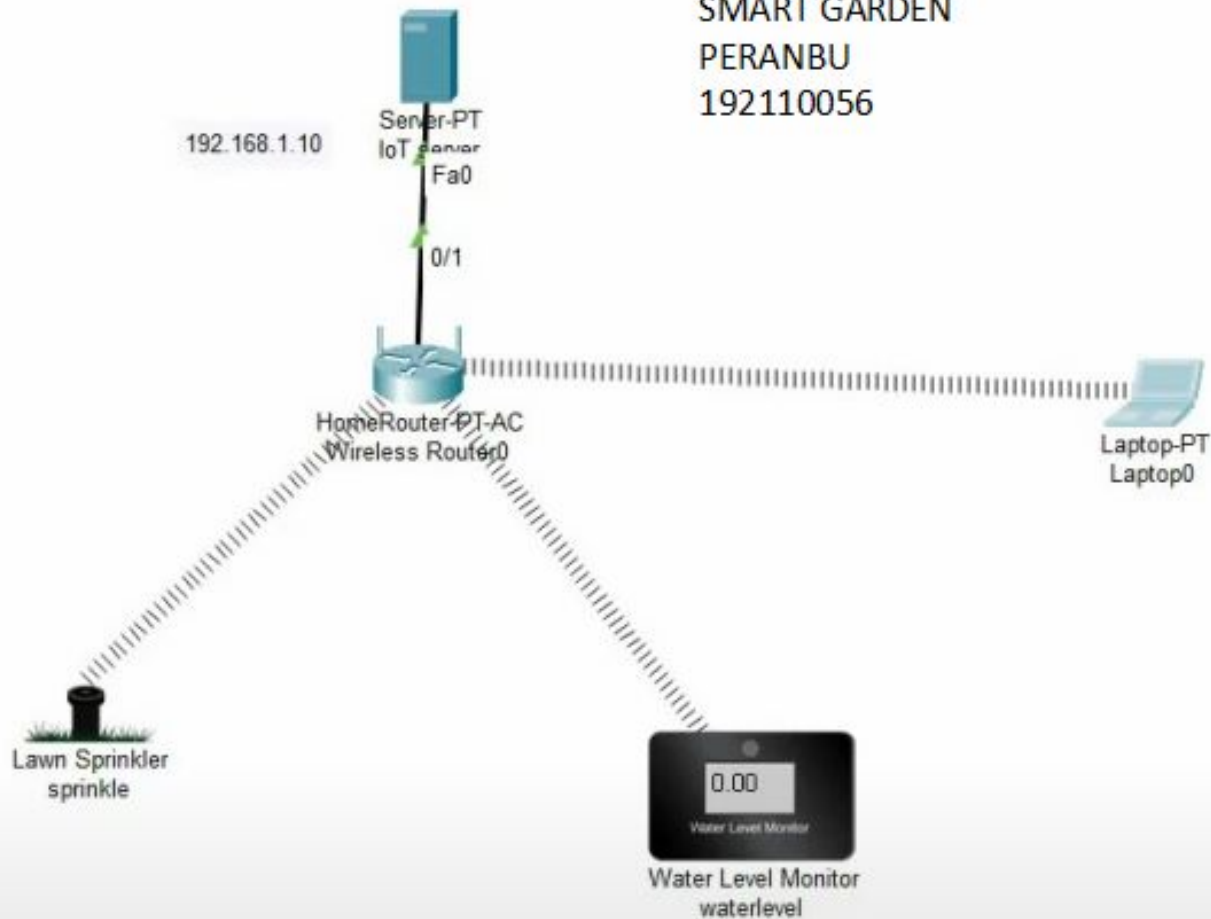 SMART GARDEN
PERANBU
192110056
192.168.1.10
Server-PT
IoT server
Fa0
0/1
HomeRouter-PT-AC
Wireless Router0
Laptop-PT
Laptop0
Lawn Sprinkler
sprinkle
0.00
Water Level Monitor
Water Level Monitor
waterlevel